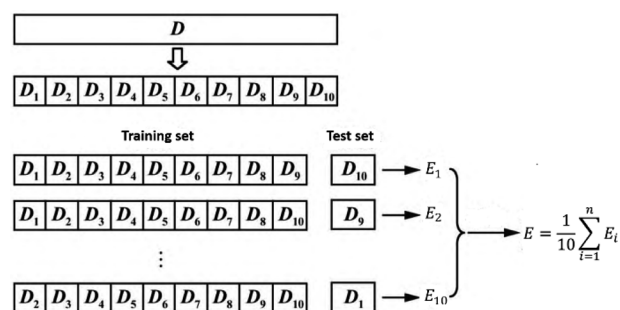 D
D₁ D₂ D₃ D₄ D₅ D₆ D₇ D₈ D₉ D₁₀
Training set Test set
D₁ D₂ D₃ D₄ D₅ D₆ D₇ D₈ D₉ D₁₀ E₁
D₁ D₂ D₃ D₄ D₅ D₆ D₇ D₈ D₁₀ D₉ E₂
E = 1/10 ∑ᵢ₌₁ⁿ Eᵢ
⋮
D₂ D₃ D₄ D₅ D₆ D₇ D₈ D₉ D₁₀ D₁ E₁₀